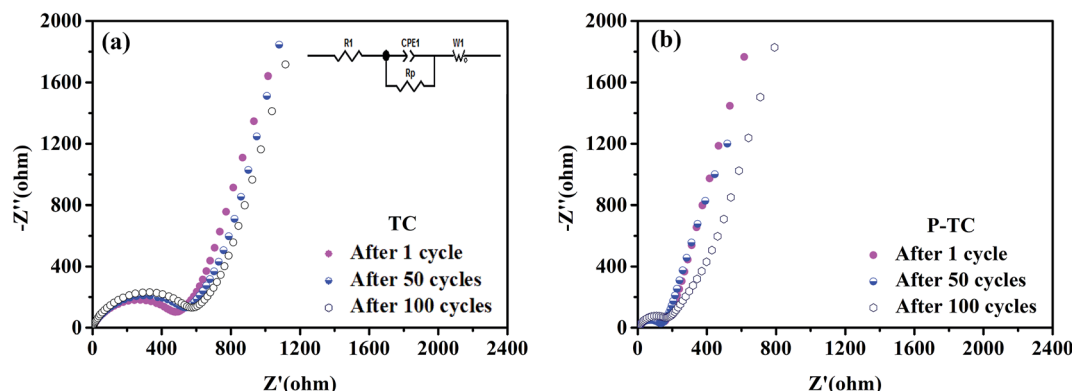 (a)
R1
CPE1
W1
Rp
-Z''(ohm)
2000
1600
1200
800
400
0
TC
After 1 cycle
After 50 cycles
After 100 cycles
0 400 800 1200 1600 2000 2400
Z'(ohm)
(b)
-Z''(ohm)
2000
1600
1200
800
400
0
P-TC
After 1 cycle
After 50 cycles
After 100 cycles
0 400 800 1200 1600 2000 2400
Z'(ohm)